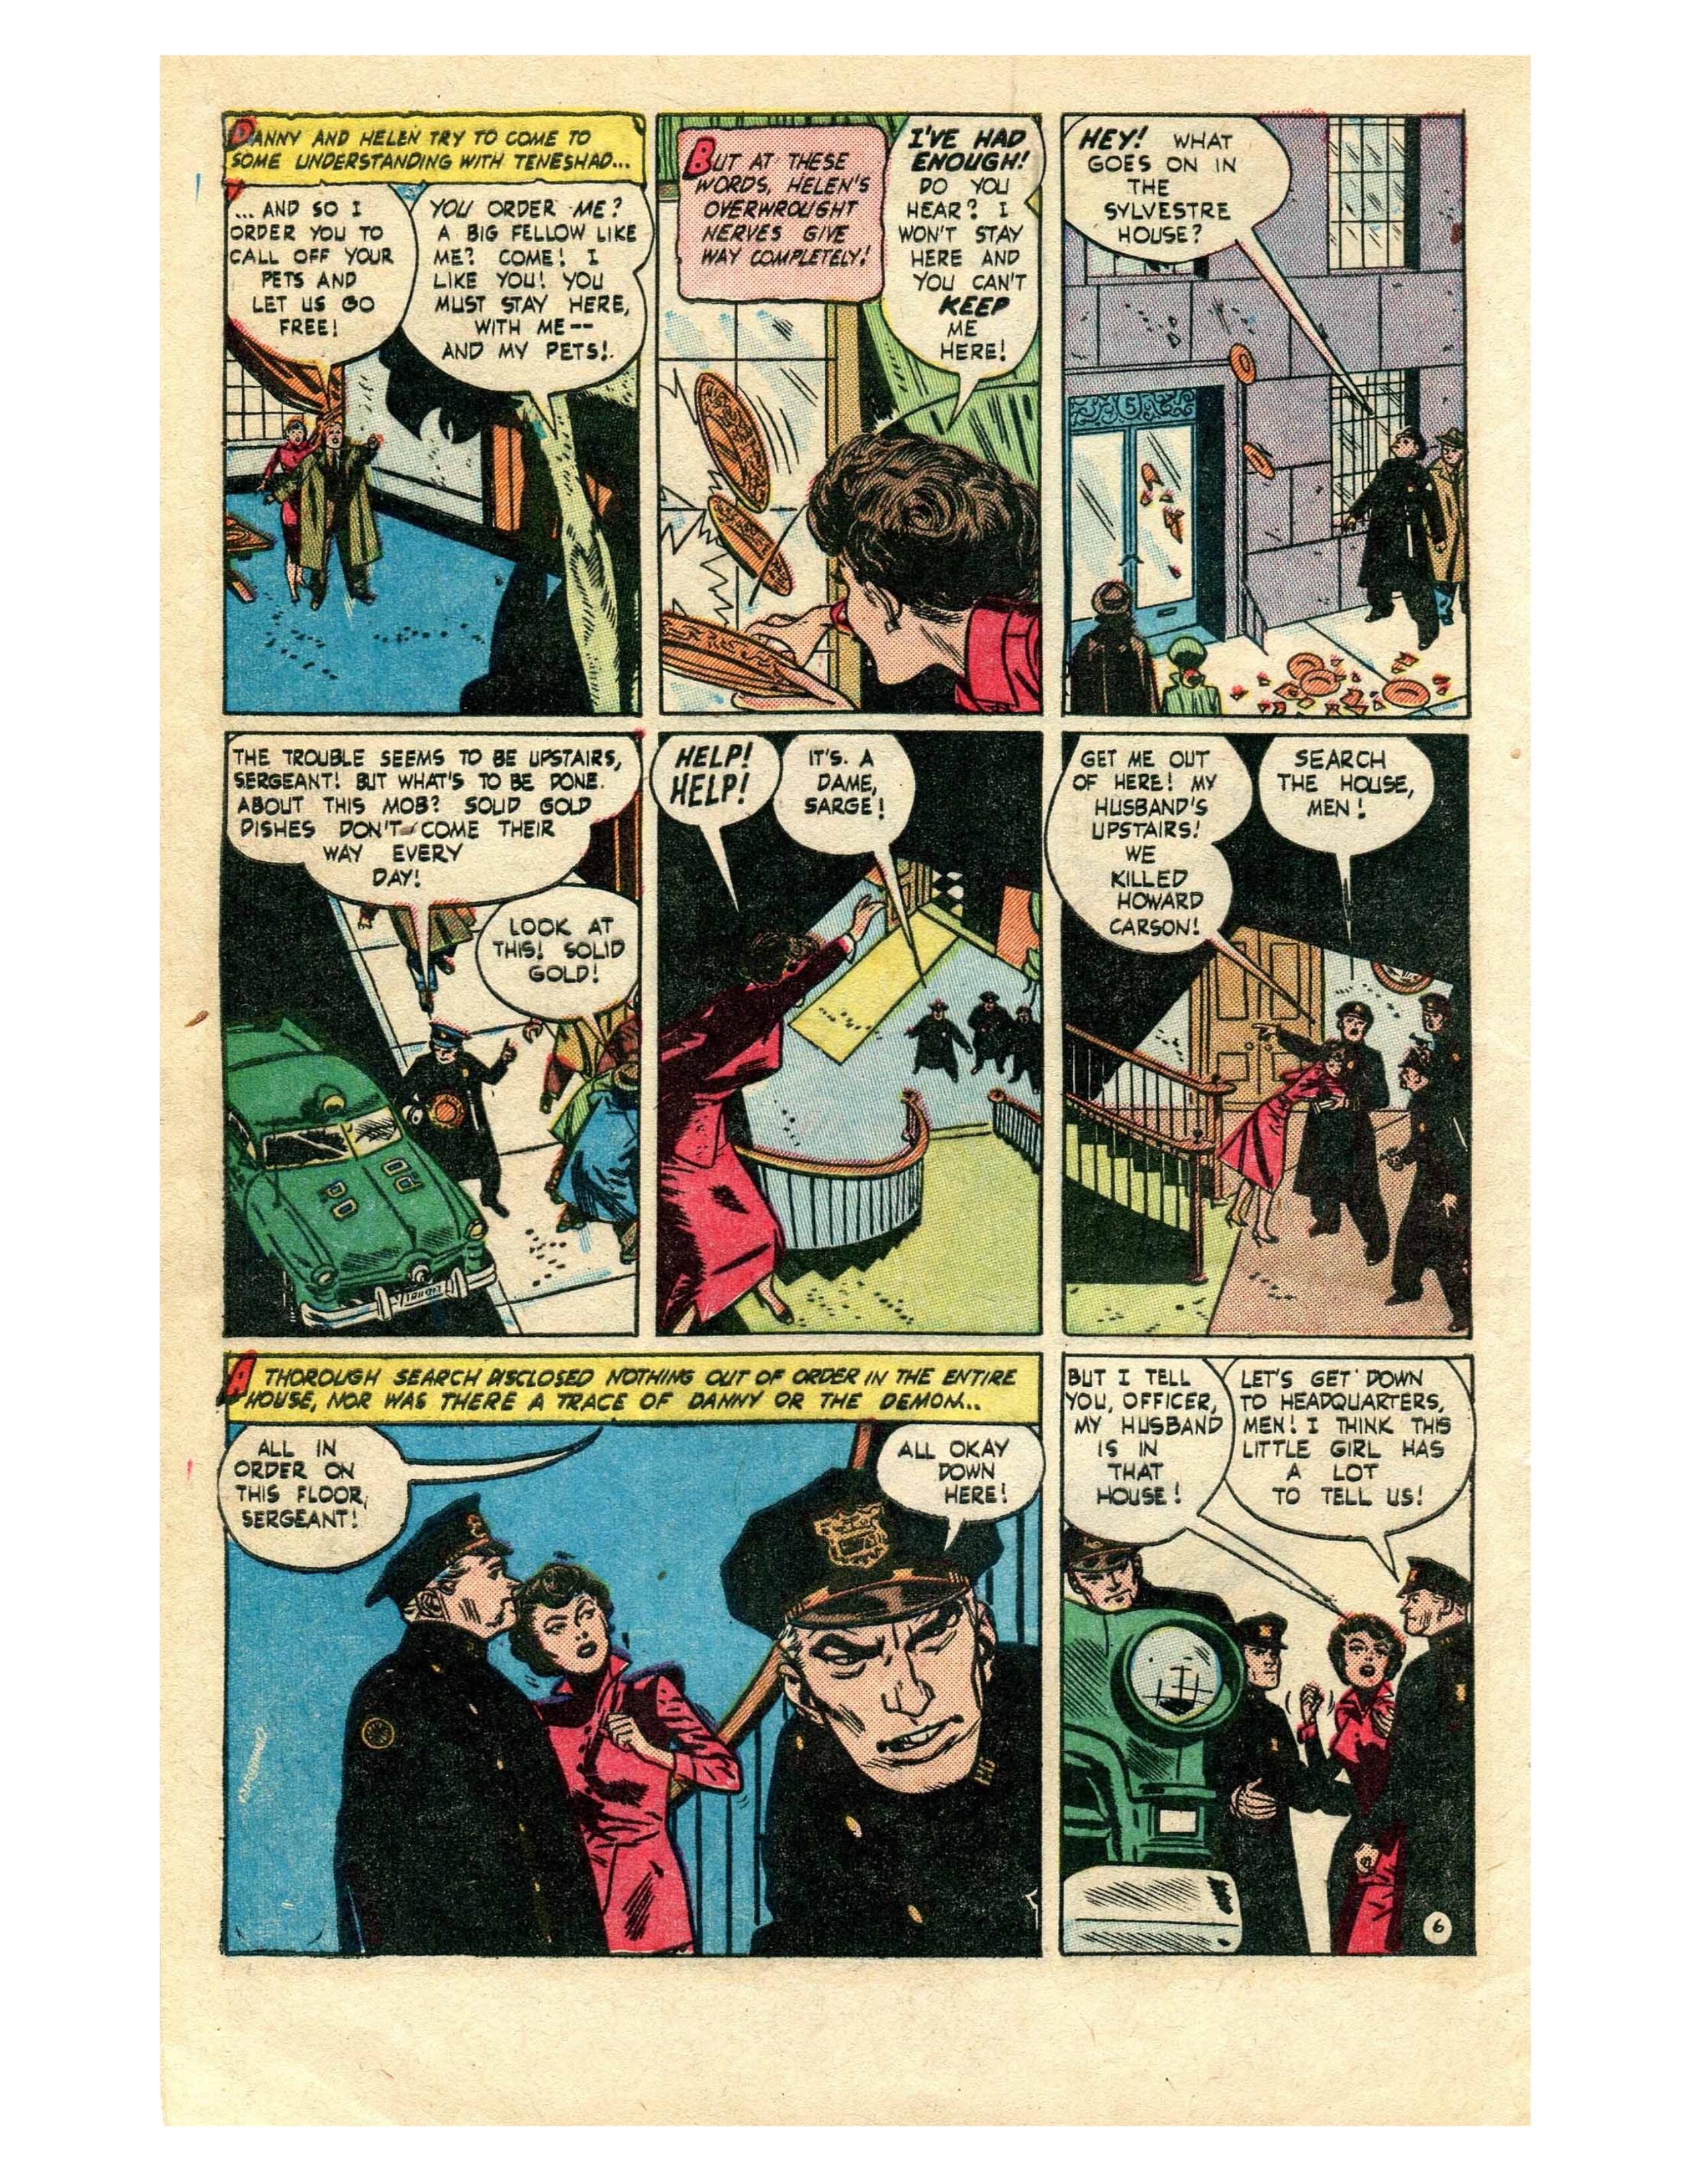 DANNY AND HELEN TRY TO COME TO
SOME UNDERSTANDING WITH TENESHAD...
... AND SO I
ORDER YOU TO
CALL OFF YOUR
PETS AND
LET US GO
FREE!
YOU ORDER ME?
A BIG FELLOW LIKE
ME? COME! I
LIKE YOU! YOU
MUST STAY HERE,
WITH ME--
AND MY PETS!
BUT AT THESE
WORDS, HELEN'S
OVERWROUGHT
NERVES GIVE
WAY COMPLETELY!
I'VE HAD
ENOUGH!
DO YOU
HEAR? I
WON'T STAY
HERE AND
YOU CAN'T
KEEP
ME
HERE!
HEY! WHAT
GOES ON IN
THE
SYLVESTRE
HOUSE?
5
THE TROUBLE SEEMS TO BE UPSTAIRS,
SERGEANT! BUT WHAT'S TO BE DONE
ABOUT THIS MOB? SOLID GOLD
DISHES DON'T COME THEIR
WAY EVERY
DAY!
LOOK AT
THIS! SOLID
GOLD!
PD
PD
HELP!
HELP!
IT'S A
DAME,
SARGE!
GET ME OUT
OF HERE! MY
HUSBAND'S
UPSTAIRS!
WE
KILLED
HOWARD
CARSON!
SEARCH
THE HOUSE,
MEN!
A THOROUGH SEARCH DISCLOSED NOTHING OUT OF ORDER IN THE ENTIRE
HOUSE, NOR WAS THERE A TRACE OF DANNY OR THE DEMON..
ALL IN
ORDER ON
THIS FLOOR,
SERGEANT!
ALL OKAY
DOWN
HERE!
BUT I TELL
YOU, OFFICER,
MY HUSBAND
IS IN
THAT
HOUSE!
LET'S GET DOWN
TO HEADQUARTERS,
MEN! I THINK THIS
LITTLE GIRL HAS
A LOT
TO TELL US!
6